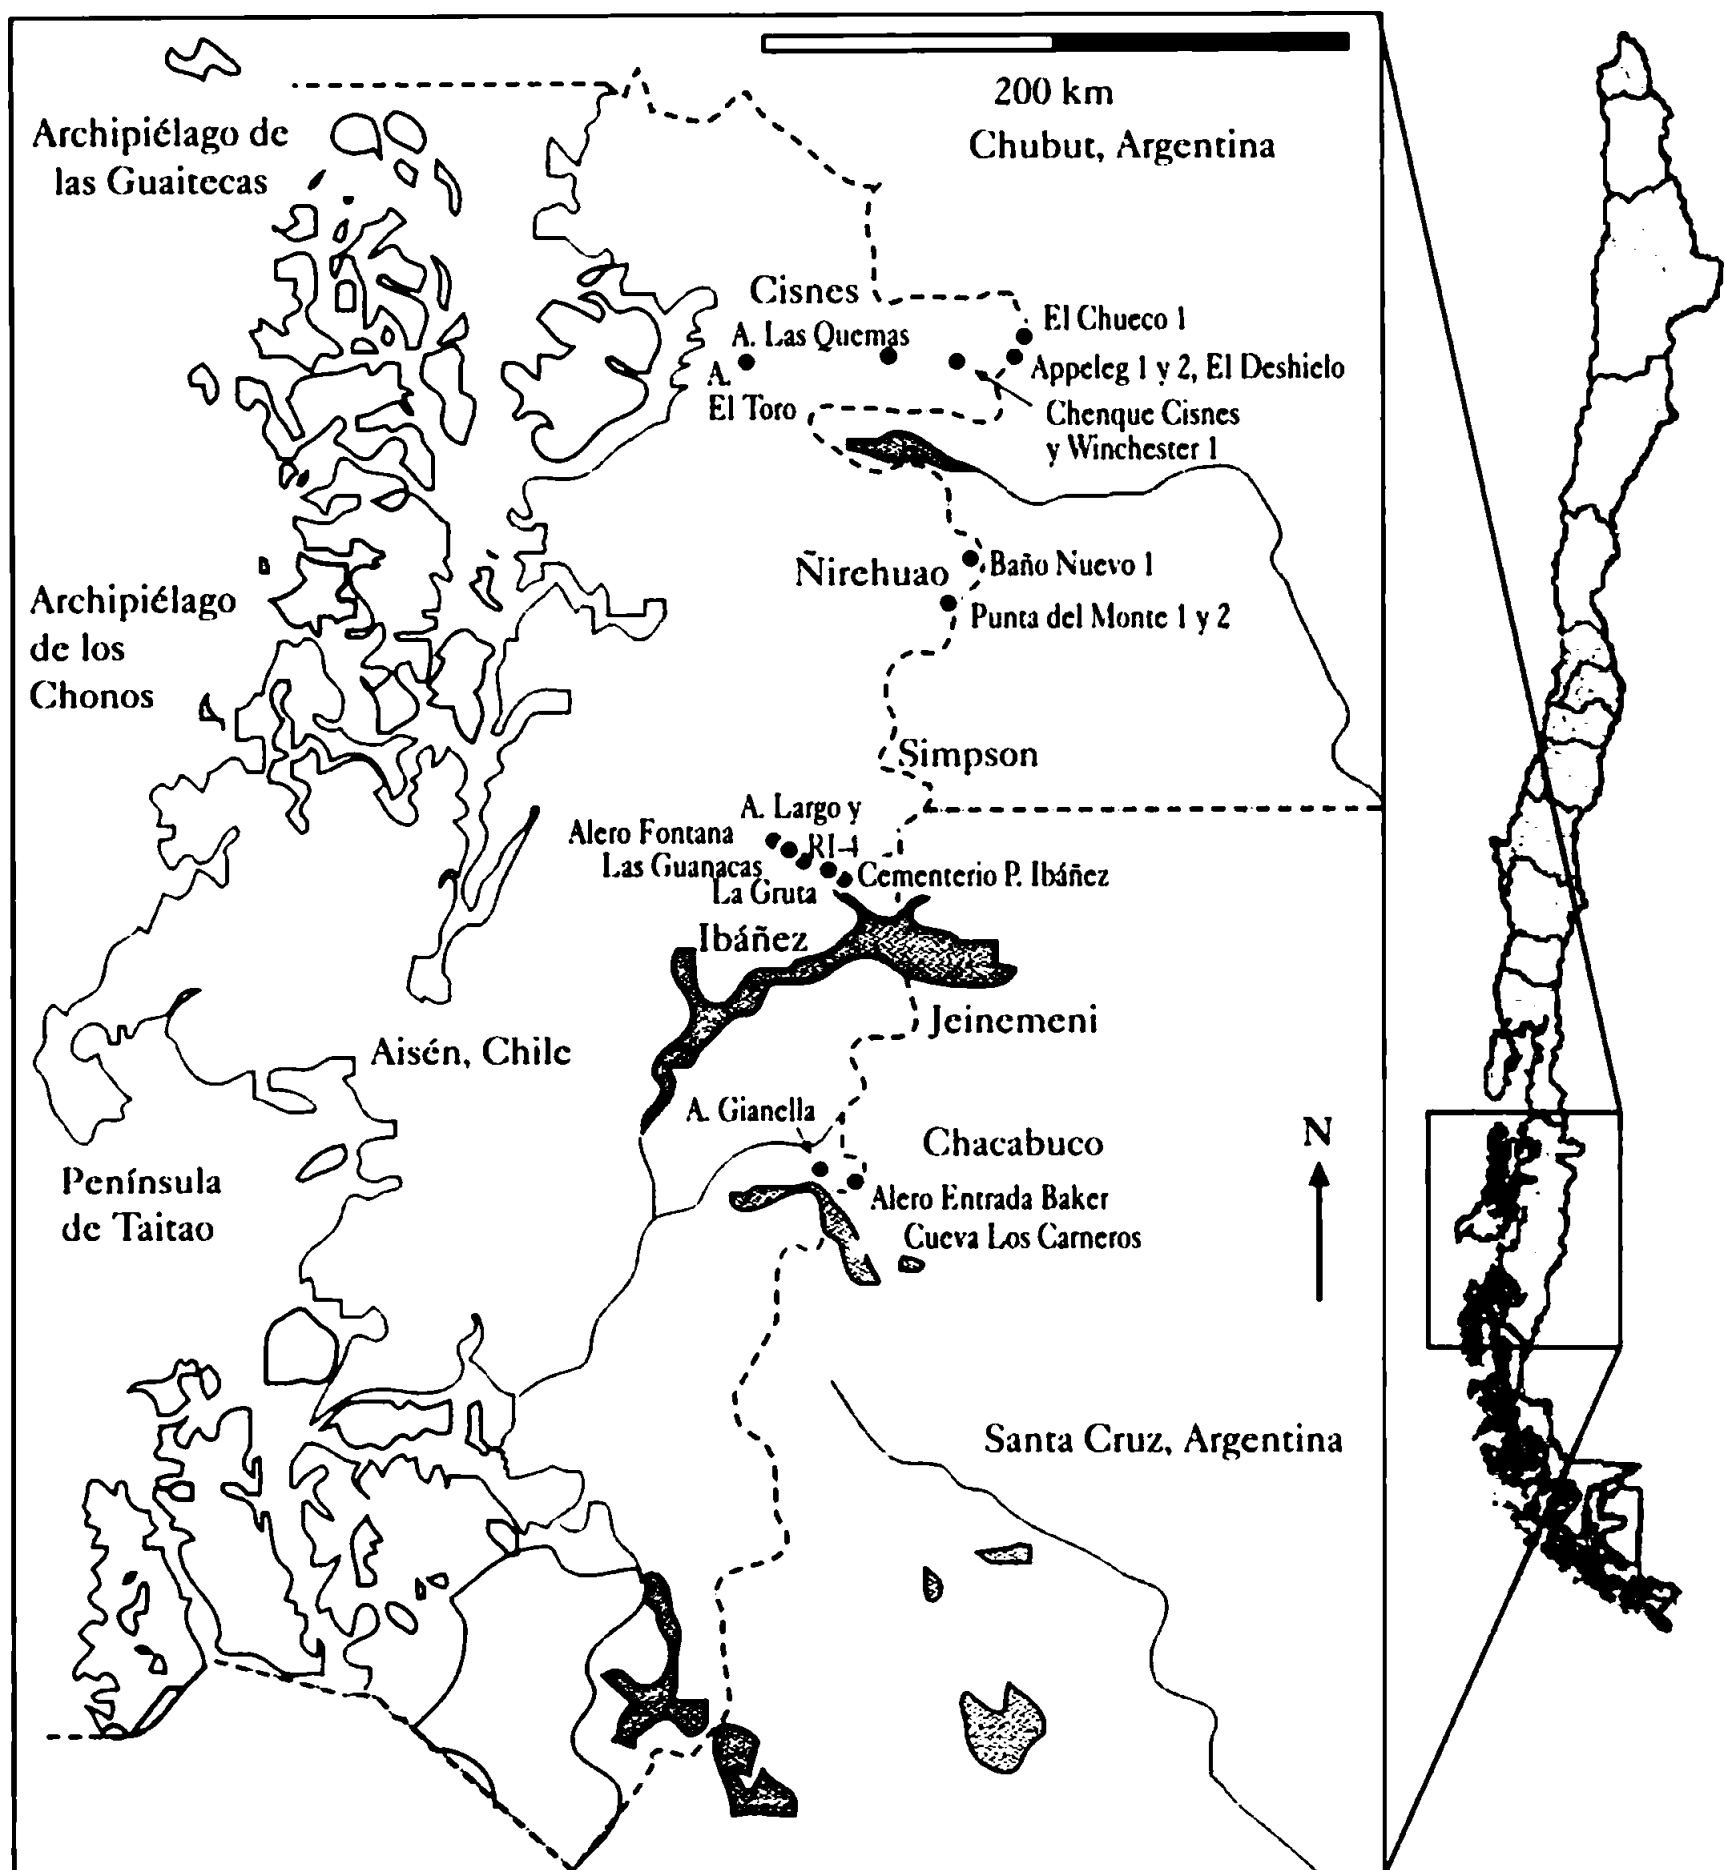 200 km
Chubut, Argentina
Archipiélago de
las Guaitecas
Cisnes
El Chueco 1
A. Las Quemas
A.
El Toro
Appeleg 1 y 2, El Deshielo
Chenque Cisnes
y Winchester 1
Ñirehuao
Baño Nuevo 1
Punta del Monte 1 y 2
Archipiélago
de los
Chonos
Simpson
A. Largo y
RI-4
Alero Fontana
Las Guanacas
La Gruta
Cementerio P. Ibáñez
Ibáñez
Jeinemeni
Aisén, Chile
A. Gianella
Chacabuco
N
Alero Entrada Baker
Cueva Los Carneros
Península
de Taitao
Santa Cruz, Argentina